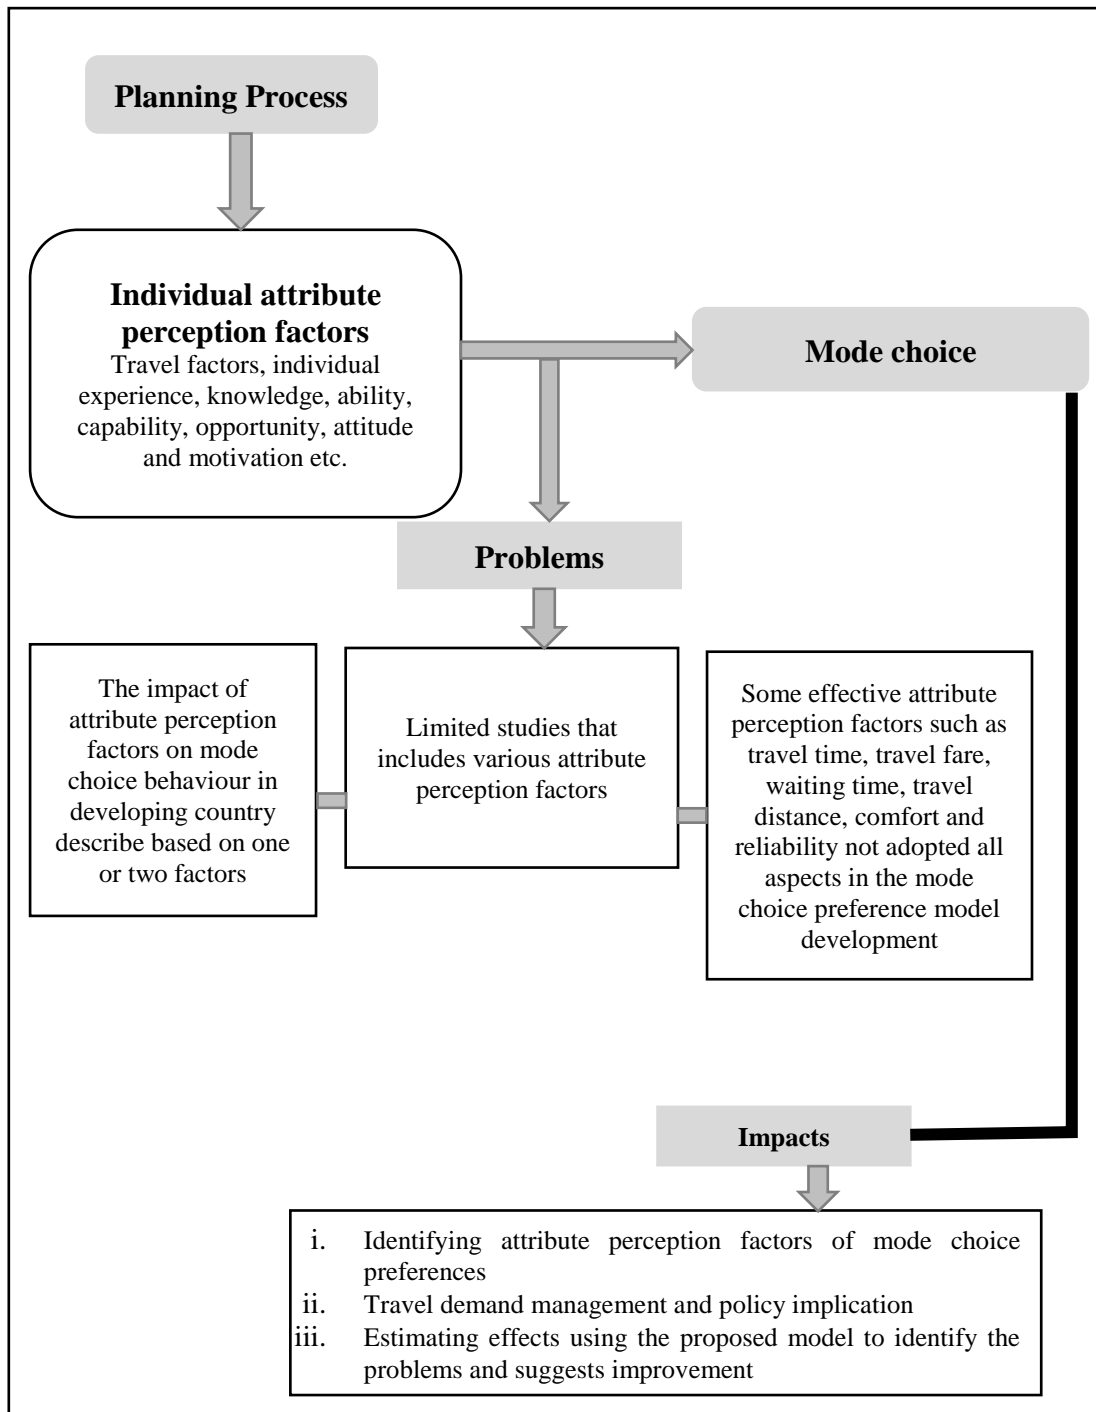 Planning Process
Individual attribute
perception factors
Travel factors, individual
experience, knowledge, ability,
capability, opportunity, attitude
and motivation etc.
Mode choice
Problems
The impact of
attribute perception
factors on mode
choice behaviour in
developing country
describe based on one
or two factors
Limited studies that
includes various attribute
perception factors
Some effective attribute
perception factors such as
travel time, travel fare,
waiting time, travel
distance, comfort and
reliability not adopted all
aspects in the mode
choice preference model
development
Impacts
i. Identifying attribute perception factors of mode choice
preferences
ii. Travel demand management and policy implication
iii. Estimating effects using the proposed model to identify the
problems and suggests improvement